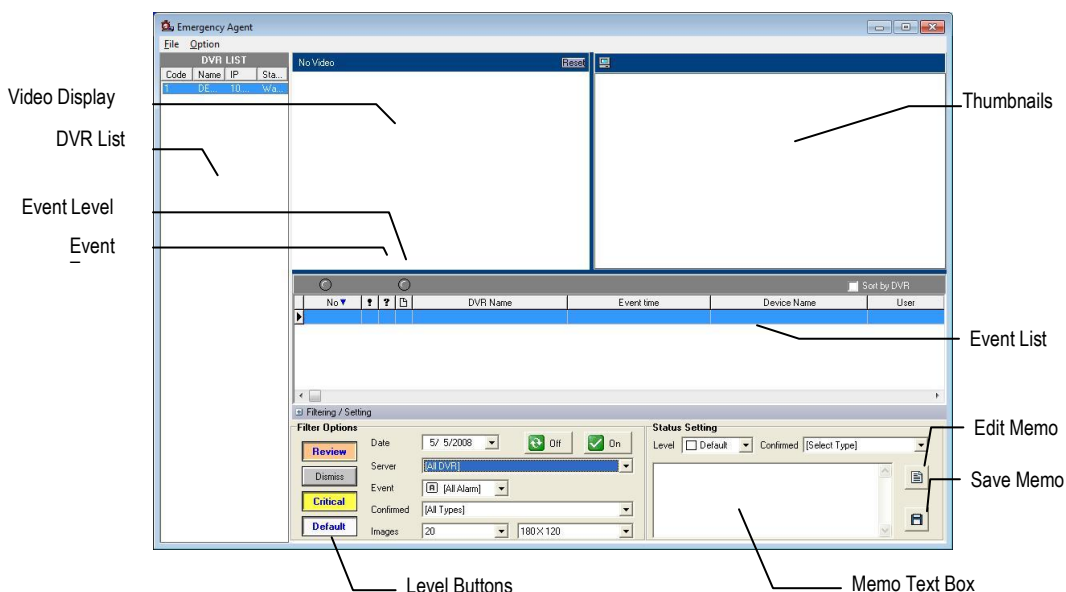 Emergency Agent
File Option
DVR LIST
Code Name IP Sta...
1 DE... 10.... Wa...
No Video Reset
Video Display
DVR List
Event Level
Event
Thumbnails
Sort by DVR
No ! ? DVR Name Event time Device Name User
Event List
Filtering / Setting
Filter Options
Review
Dismiss
Critical
Default
Date 5/ 5/2008 Off On
Server [All DVR]
Event A [All Alarm]
Confirmed [All Types]
Images 20 180X120
Status Setting
Level Default Confirmed [Select Type]
Edit Memo
Save Memo
Level Buttons
Memo Text Box